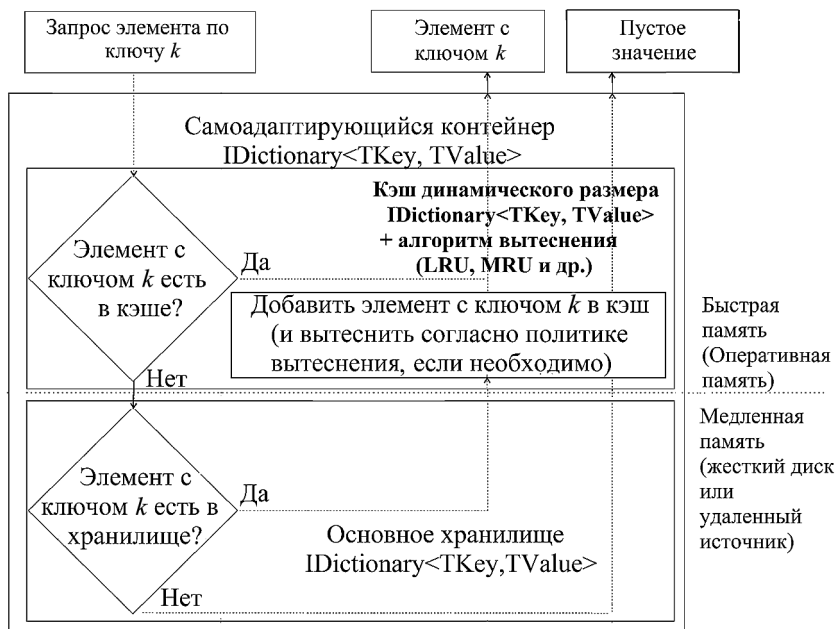 Запрос элемента по
ключу k
Элемент с
ключом k
Пустое
значение
Самоадаптирующийся контейнер
IDictionary<TKey, TValue>
Кэш динамического размера
IDictionary<TKey, TValue>
+ алгоритм вытеснения
(LRU, MRU и др.)
Элемент с
ключом k есть
в кэше?
Да
Добавить элемент с ключом k в кэш
(и вытеснить согласно политике
вытеснения, если необходимо)
Нет
Быстрая
память
(Оперативная
память)
Медленная
память
(жесткий диск
или
удаленный
источник)
Элемент с
ключом k есть в
хранилище?
Да
Основное хранилище
IDictionary<TKey,TValue>
Нет